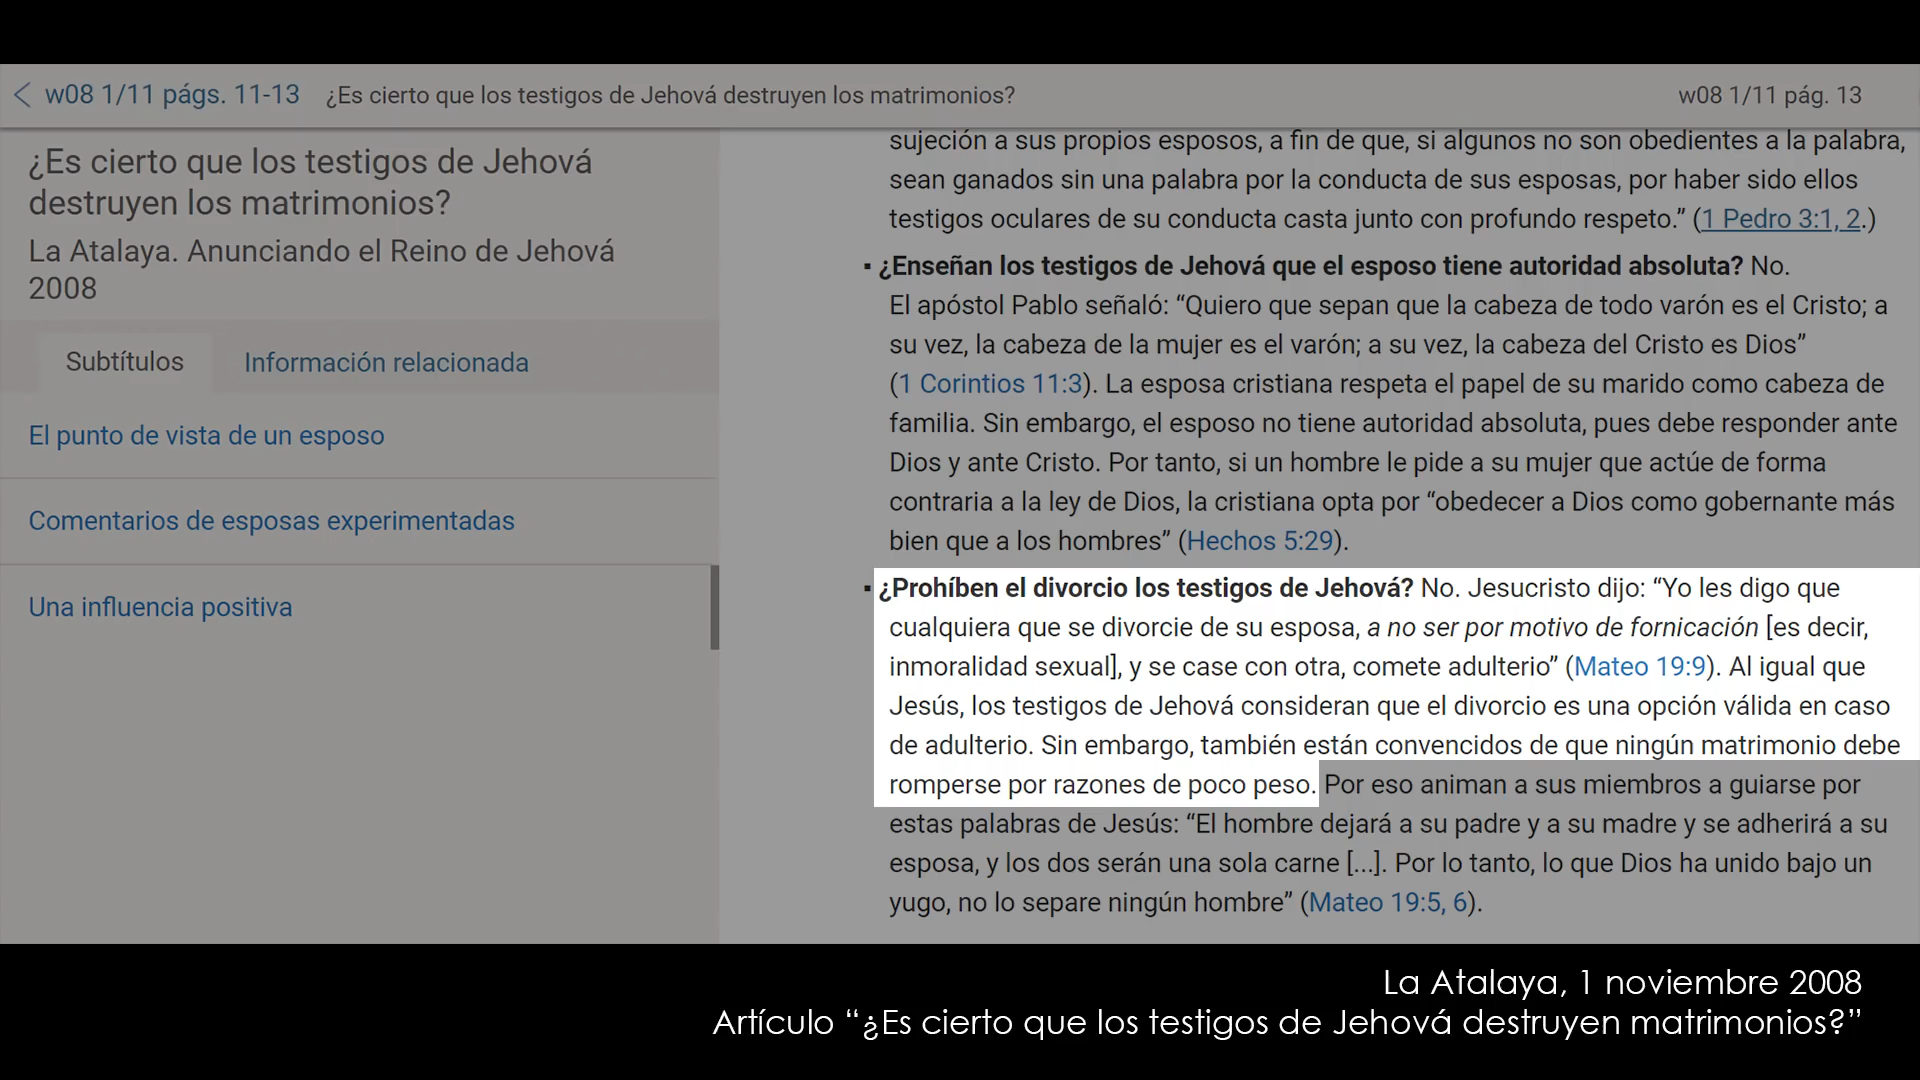 w08 1/11 págs. 11-13 ¿Es cierto que los testigos de Jehová destruyen los matrimonios? w08 1/11 pág. 13
¿Es cierto que los testigos de Jehová
destruyen los matrimonios?
La Atalaya. Anunciando el Reino de Jehová
2008
Subtítulos Información relacionada
El punto de vista de un esposo
Comentarios de esposas experimentadas
Una influencia positiva
sujeción a sus propios esposos, a fin de que, si algunos no son obedientes a la palabra,
sean ganados sin una palabra por la conducta de sus esposas, por haber sido ellos
testigos oculares de su conducta casta junto con profundo respeto.” (1 Pedro 3:1, 2.)
▪ ¿Enseñan los testigos de Jehová que el esposo tiene autoridad absoluta? No.
El apóstol Pablo señaló: “Quiero que sepan que la cabeza de todo varón es el Cristo; a
su vez, la cabeza de la mujer es el varón; a su vez, la cabeza del Cristo es Dios”
(1 Corintios 11:3). La esposa cristiana respeta el papel de su marido como cabeza de
familia. Sin embargo, el esposo no tiene autoridad absoluta, pues debe responder ante
Dios y ante Cristo. Por tanto, si un hombre le pide a su mujer que actúe de forma
contraria a la ley de Dios, la cristiana opta por “obedecer a Dios como gobernante más
bien que a los hombres” (Hechos 5:29).
▪ ¿Prohíben el divorcio los testigos de Jehová? No. Jesucristo dijo: “Yo les digo que
cualquiera que se divorcie de su esposa, a no ser por motivo de fornicación [es decir,
inmoralidad sexual], y se case con otra, comete adulterio” (Mateo 19:9). Al igual que
Jesús, los testigos de Jehová consideran que el divorcio es una opción válida en caso
de adulterio. Sin embargo, también están convencidos de que ningún matrimonio debe
romperse por razones de poco peso. Por eso animan a sus miembros a guiarse por
estas palabras de Jesús: “El hombre dejará a su padre y a su madre y se adherirá a su
esposa, y los dos serán una sola carne [...]. Por lo tanto, lo que Dios ha unido bajo un
yugo, no lo separe ningún hombre” (Mateo 19:5, 6).
La Atalaya, 1 noviembre 2008
Artículo “¿Es cierto que los testigos de Jehová destruyen matrimonios?”